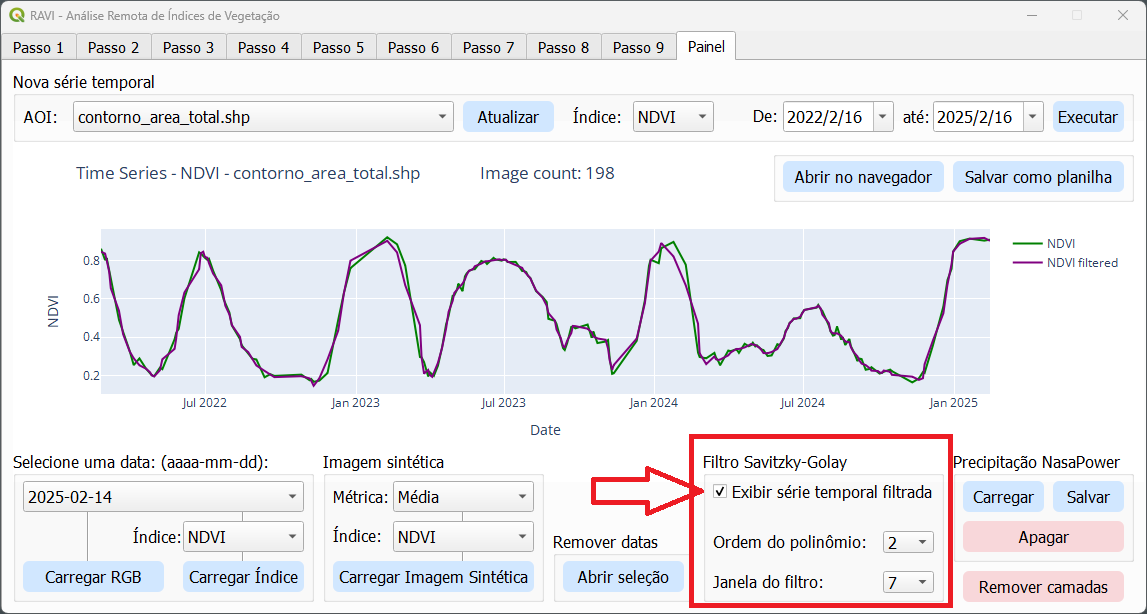 RAVI - Análise Remota de Índices de Vegetação
Passo 1 Passo 2 Passo 3 Passo 4 Passo 5 Passo 6 Passo 7 Passo 8 Passo 9 Painel
Nova série temporal
AOI: contorno_area_total.shp Atualizar Índice: NDVI De: 2022/2/16 até: 2025/2/16 Executar
Time Series - NDVI - contorno_area_total.shp Image count: 198
Abrir no navegador Salvar como planilha
NDVI
NDVI filtered
NDVI
0.8
0.6
0.4
0.2
Jul 2022 Jan 2023 Jul 2023 Jan 2024 Jul 2024 Jan 2025
Date
Selecione uma data: (aaaa-mm-dd):
2025-02-14
Índice: NDVI
Carregar RGB Carregar Índice
Imagem sintética
Métrica: Média
Índice: NDVI
Carregar Imagem Sintética
Remover datas
Abrir seleção
Filtro Savitzky-Golay
Exibir série temporal filtrada
Ordem do polinômio: 2
Janela do filtro: 7
Precipitação NasaPower
Carregar Salvar
Apagar
Remover camadas